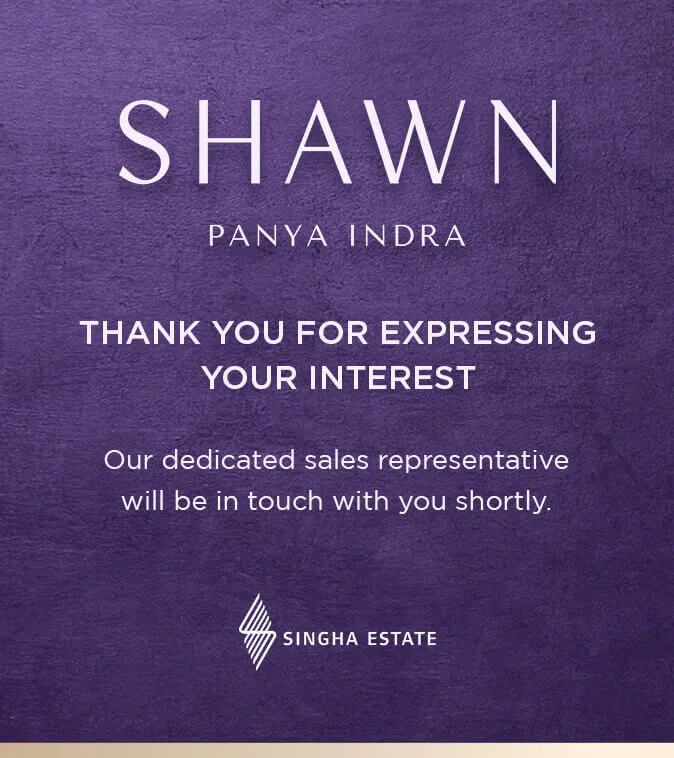 SHAWN
PANYA INDRA
THANK YOU FOR EXPRESSING
YOUR INTEREST
Our dedicated sales representative
will be in touch with you shortly.
SINGHA ESTATE